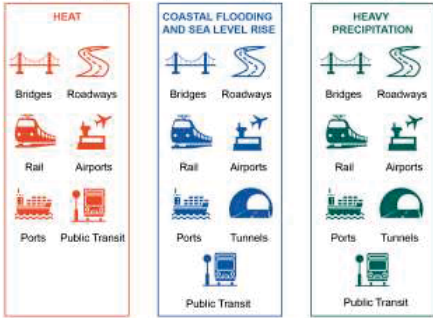 HEAT
Bridges Roadways
Rail Airports
Ports Public Transit
COASTAL FLOODING
AND SEA LEVEL RISE
Bridges Roadways
Rail Airports
Ports Tunnels
Public Transit
HEAVY
PRECIPITATION
Bridges Roadways
Rail Airports
Ports Tunnels
Public Transit